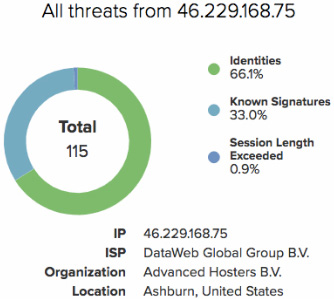 All threats from 46.229.168.75
Total
115
Identities
66.1%
Known Signatures
33.0%
Session Length
Exceeded
0.9%
IP 46.229.168.75
ISP DataWeb Global Group B.V.
Organization Advanced Hosters B.V.
Location Ashburn, United States